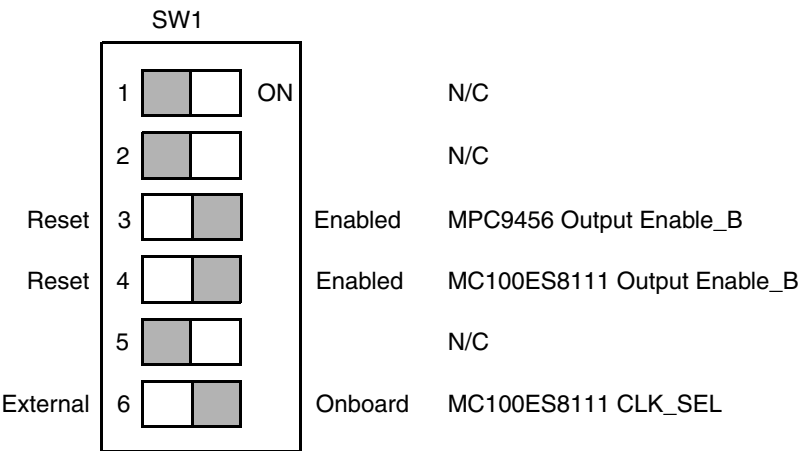 SW1
1 ON N/C
2 N/C
Reset 3 Enabled MPC9456 Output Enable_B
Reset 4 Enabled MC100ES8111 Output Enable_B
5 N/C
External 6 Onboard MC100ES8111 CLK_SEL